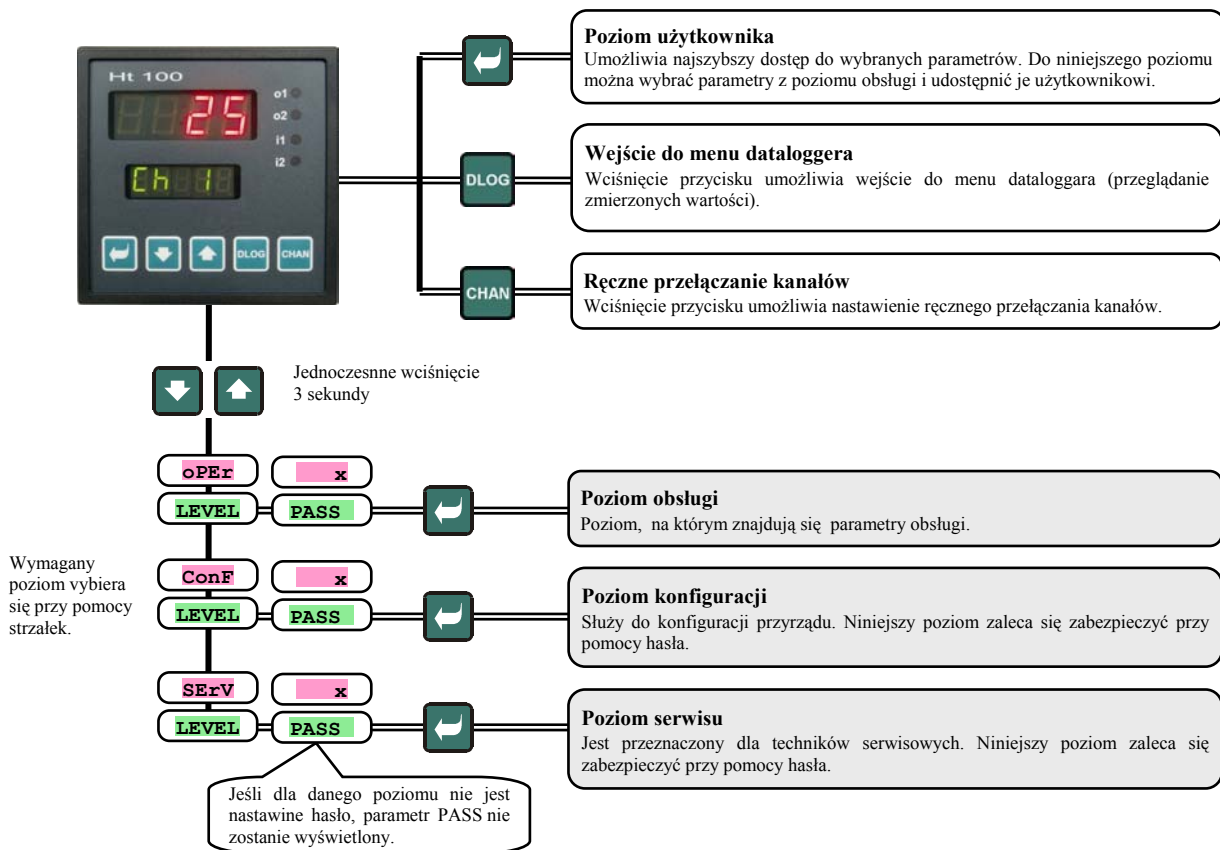 Ht 100
25
o1
o2
i1
i2
Ch 1
DLOG
CHAN
Poziom użytkownika
Umożliwia najszybszy dostęp do wybranych parametrów. Do niniejszego poziomu
można wybrać parametry z poziomu obsługi i udostępnić je użytkownikowi.
DLOG
Wejście do menu dataloggera
Wciśnięcie przycisku umożliwia wejście do menu dataloggara (przeglądanie
zmierzonych wartości).
CHAN
Ręczne przełączanie kanałów
Wciśnięcie przycisku umożliwia nastawienie ręcznego przełączania kanałów.
Jednoczesnne wciśnięcie
3 sekundy
Wymagany
poziom vybiera
się przy pomocy
strzałek.
oPEr x
LEVEL PASS
Poziom obsługi
Poziom, na którym znajdują się parametry obsługi.
ConF x
LEVEL PASS
Poziom konfiguracji
Służy do konfiguracji przyrządu. Niniejszy poziom zaleca się zabezpieczyć przy
pomocy hasła.
SErV x
LEVEL PASS
Poziom serwisu
Jest przeznaczony dla techników serwisowych. Niniejszy poziom zaleca się
zabezpieczyć przy pomocy hasła.
Jeśli dla danego poziomu nie jest
nastawine hasło, parametr PASS nie
zostanie wyświetlony.